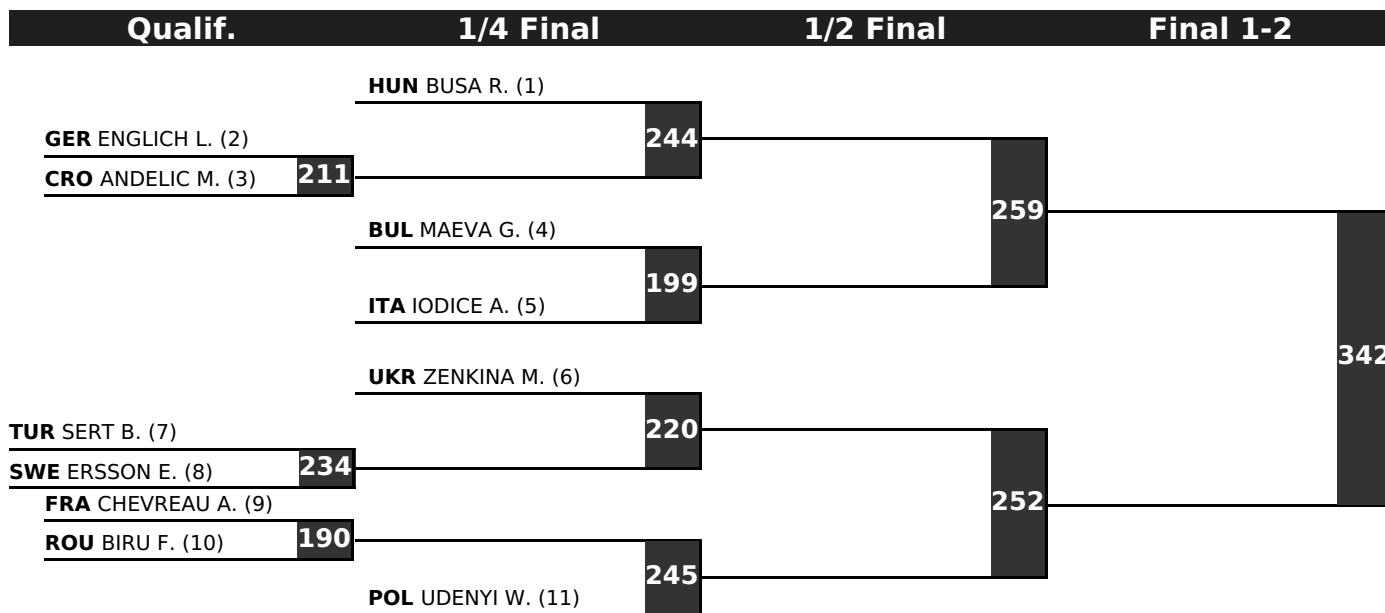 Qualif. 1/4 Final 1/2 Final Final 1-2
HUN BUSA R. (1)
GER ENGLICH L. (2)
244
CRO ANDELIC M. (3) 211
259
BUL MAEVA G. (4)
199
ITA IODICE A. (5)
342
UKR ZENKINA M. (6)
220
TUR SERT B. (7)
SWE ERSSON E. (8) 234
252
FRA CHEVREAU A. (9)
ROU BIRU F. (10) 190
245
POL UDENYI W. (11)